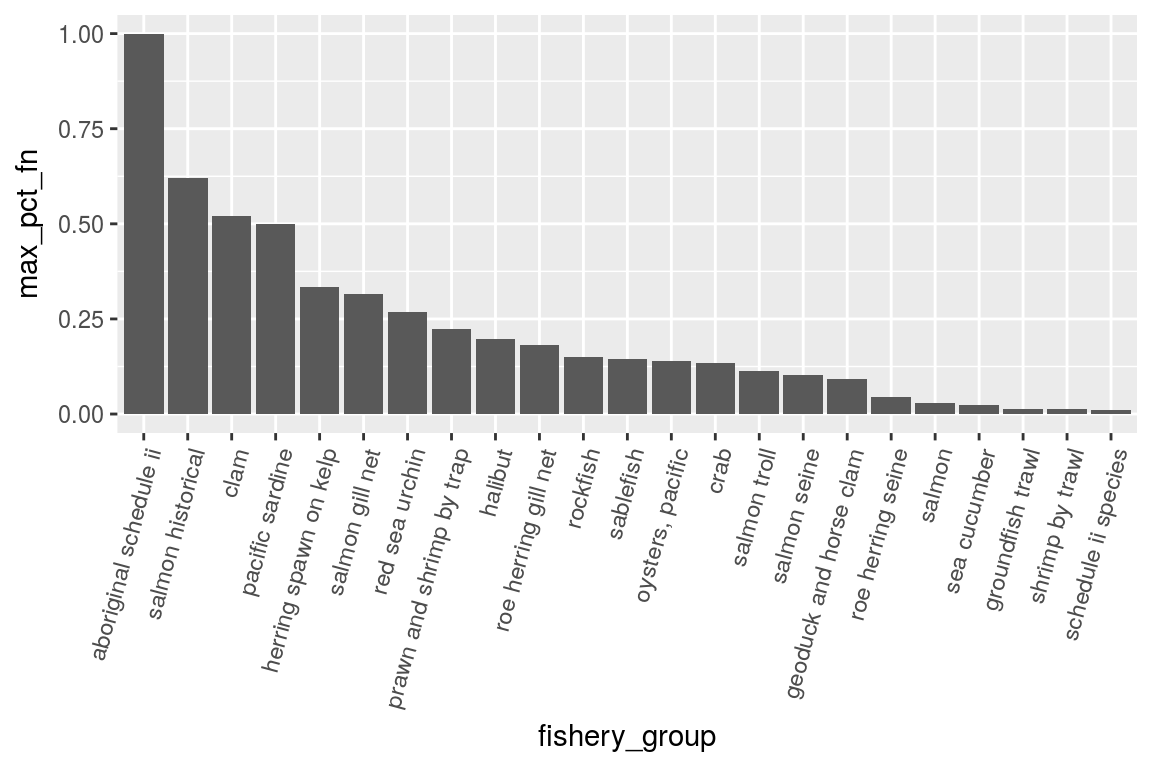 max_pct_fn
1.00
0.75
0.50
0.25
0.00
aboriginal schedule ii
salmon historical
clam
pacific sardine
herring spawn on kelp
salmon gill net
red sea urchin
prawn and shrimp by trap
halibut
roe herring gill net
rockfish
sablefish
oysters, pacific
crab
salmon troll
salmon seine
geoduck and horse clam
roe herring seine
salmon
sea cucumber
groundfish trawl
shrimp by trawl
schedule ii species
fishery_group